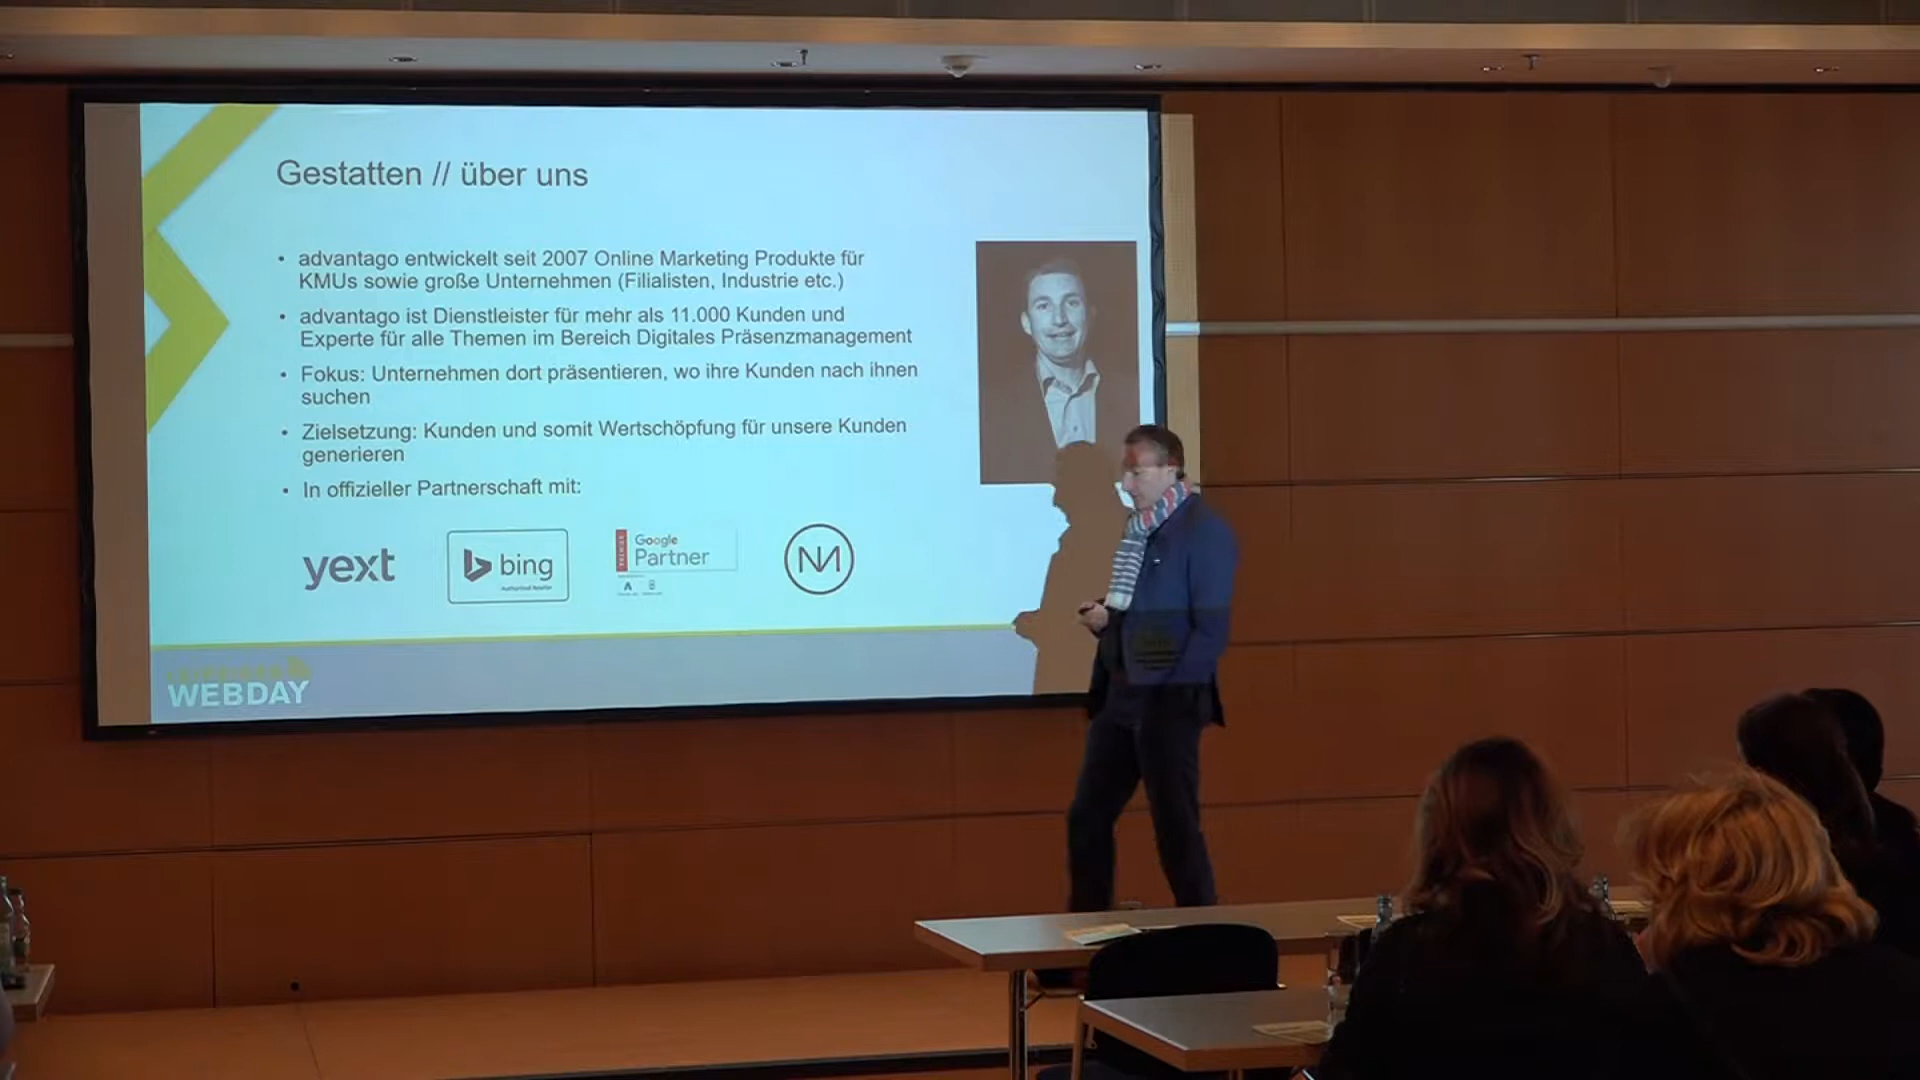 Gestatten // über uns
• advantago entwickelt seit 2007 Online Marketing Produkte für
KMUs sowie große Unternehmen (Filialisten, Industrie etc.)
• advantago ist Dienstleister für mehr als 11.000 Kunden und
Experte für alle Themen im Bereich Digitales Präsenzmanagement
• Fokus: Unternehmen dort präsentieren, wo ihre Kunden nach ihnen
suchen
• Zielsetzung: Kunden und somit Wertschöpfung für unsere Kunden
generieren
• In offizieller Partnerschaft mit:
yext
bing
Google
Partner
WEBDAY